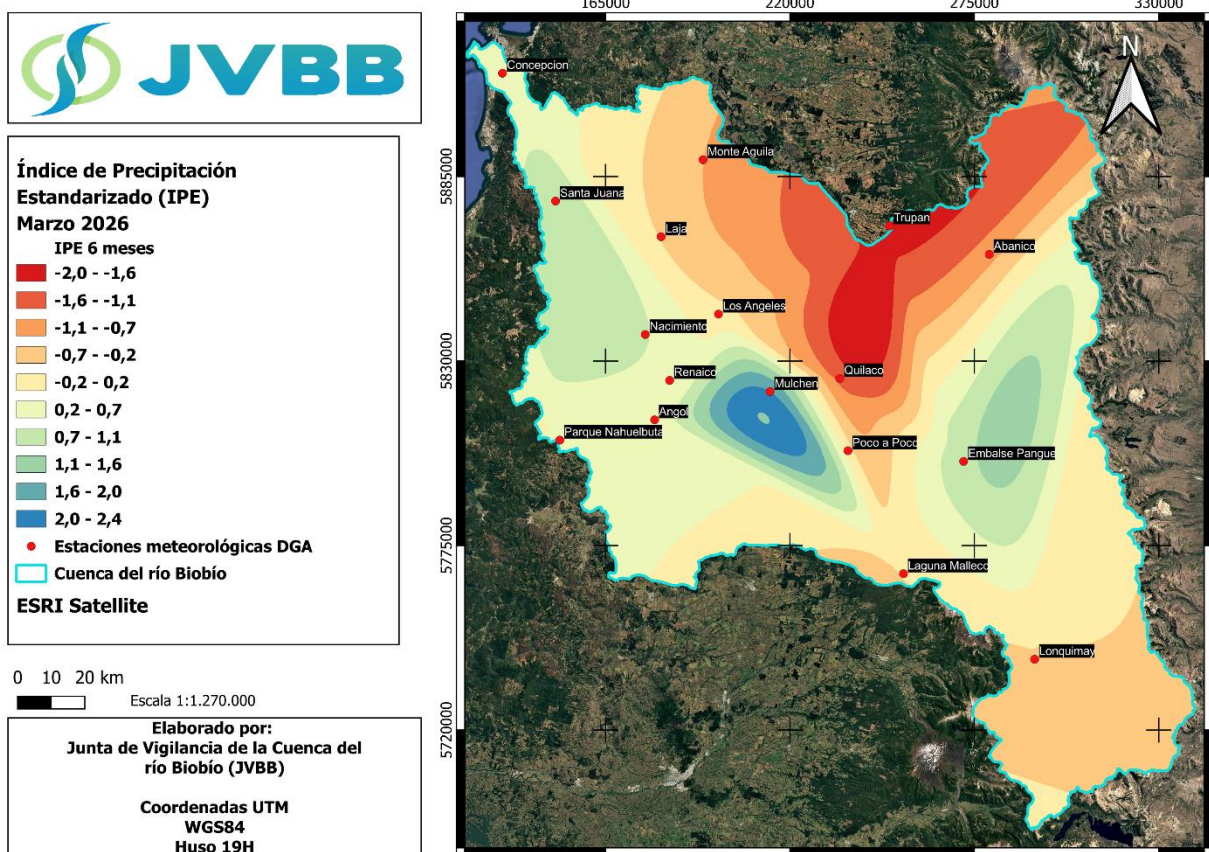 JVBB
Índice de Precipitación
Estandarizado (IPE)
Marzo 2026
IPE 6 meses
-2,0 - -1,6
-1,6 - -1,1
-1,1 - -0,7
-0,7 - -0,2
-0,2 - 0,2
0,2 - 0,7
0,7 - 1,1
1,1 - 1,6
1,6 - 2,0
2,0 - 2,4
Estaciones meteorológicas DGA
Cuenca del río Biobío
ESRI Satellite
0 10 20 km
Escala 1:1.270.000
Elaborado por:
Junta de Vigilancia de la Cuenca del
río Biobío (JVBB)
Coordenadas UTM
WGS84
Huso 19H
165000 220000 275000 330000
5885000
5830000
5775000
5720000
N
Concepcion
Monte Aguila
Santa Juana
Trupan
Laja
Abanico
Los Angeles
Nacimiento
Quilaco
Renaico
Mulchen
Angol
Parque Nahuelbuta
Poco a Poco
Embalse Pangue
Laguna Malleco
Lonquimay